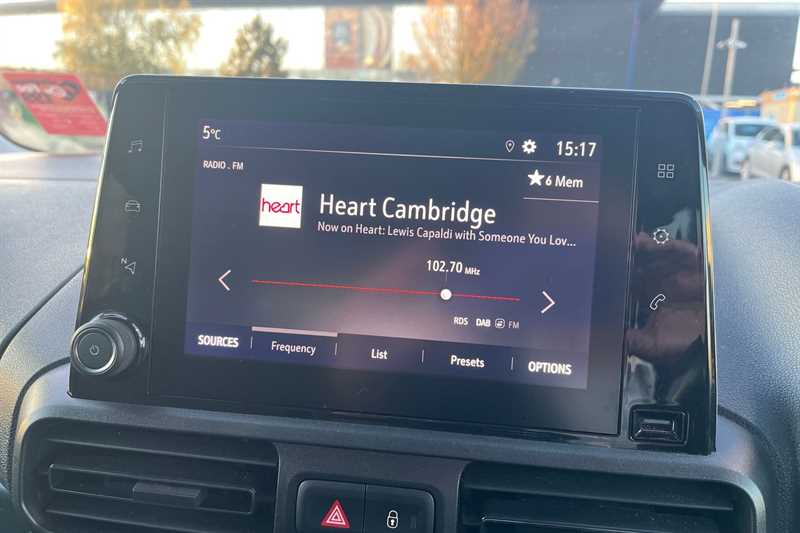 5°C
15:17
RADIO . FM
★6 Mem
heart
Heart Cambridge
Now on Heart: Lewis Capaldi with Someone You Lov...
102.70 MHz
RDS DAB FM
SOURCES
Frequency
List
Presets
OPTIONS
N